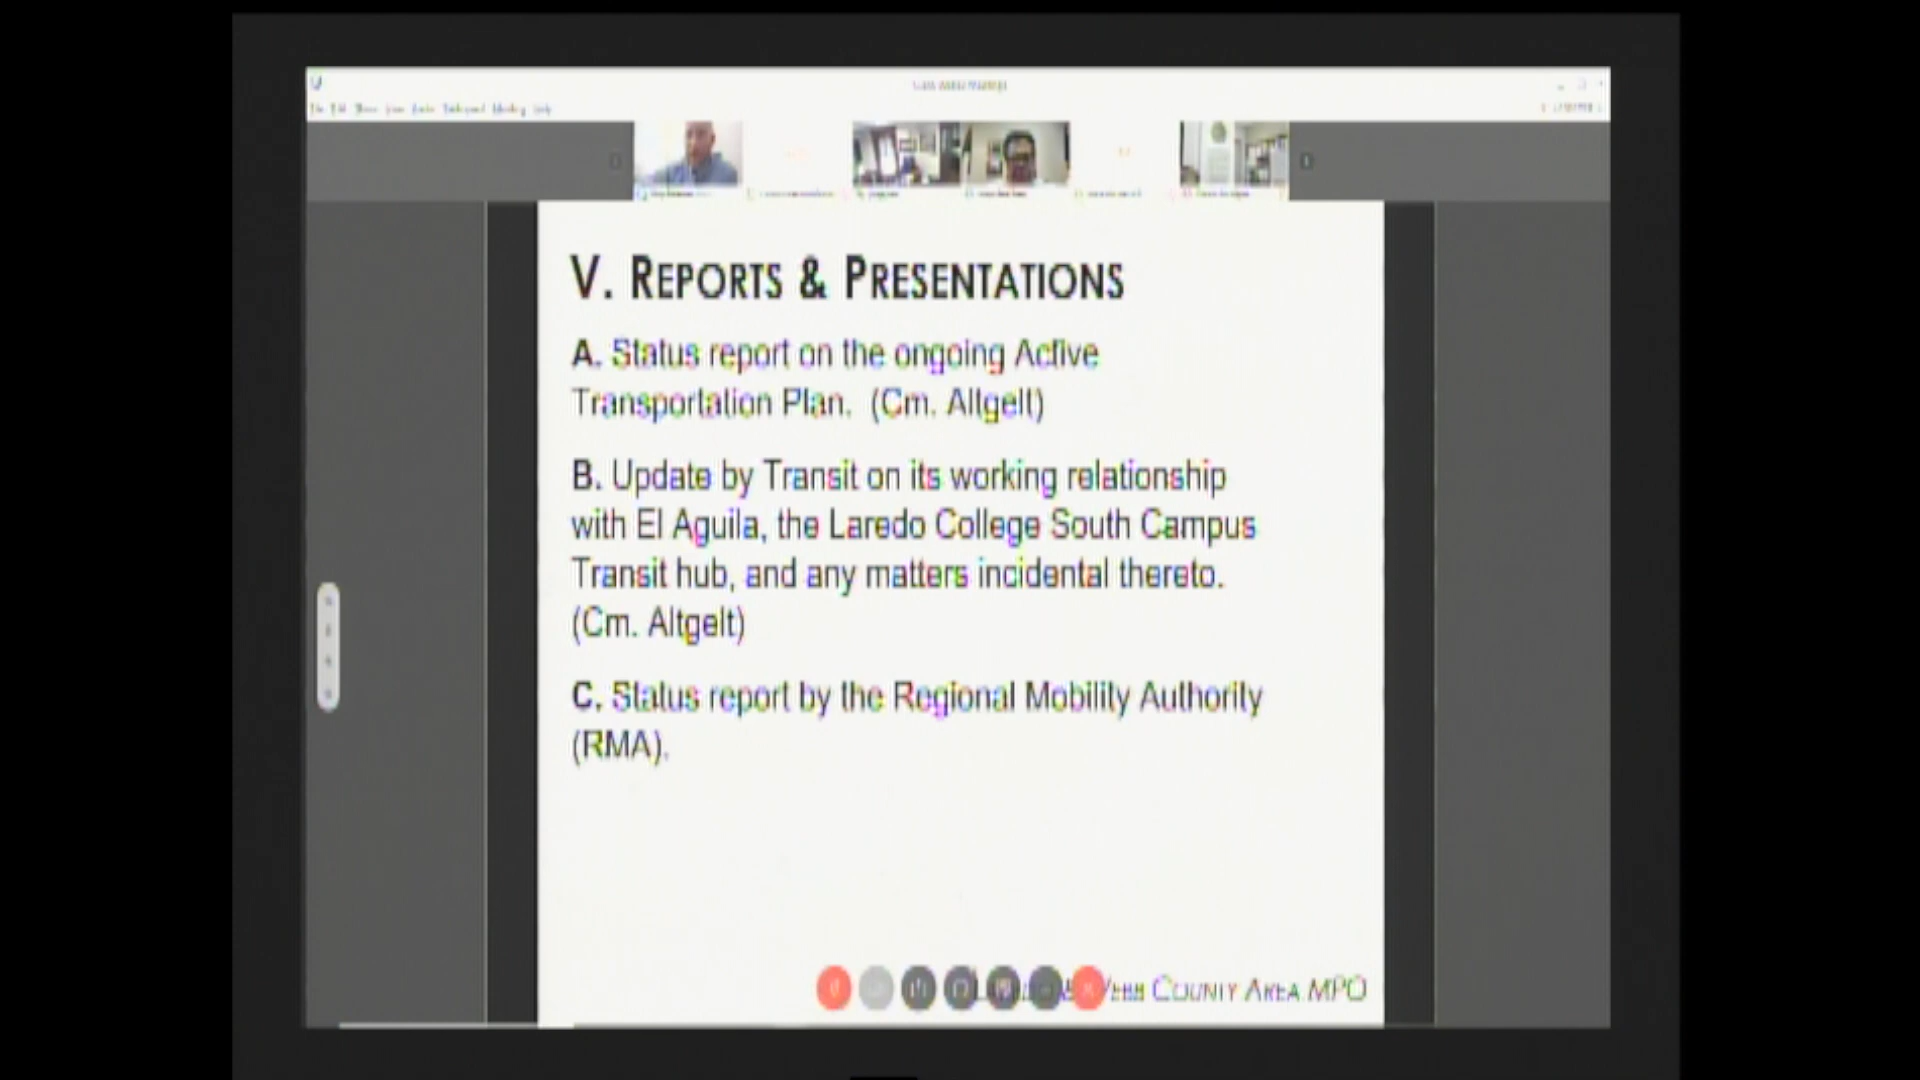 V. REPORTS & PRESENTATIONS
A. Status report on the ongoing Active
Transportation Plan. (Cm. Altgelt)
B. Update by Transit on its working relationship
with El Aguila, the Laredo College South Campus
Transit hub, and any matters incidental thereto.
(Cm. Altgelt)
C. Status report by the Regional Mobility Authority
(RMA).
COUNTY AREA MPO